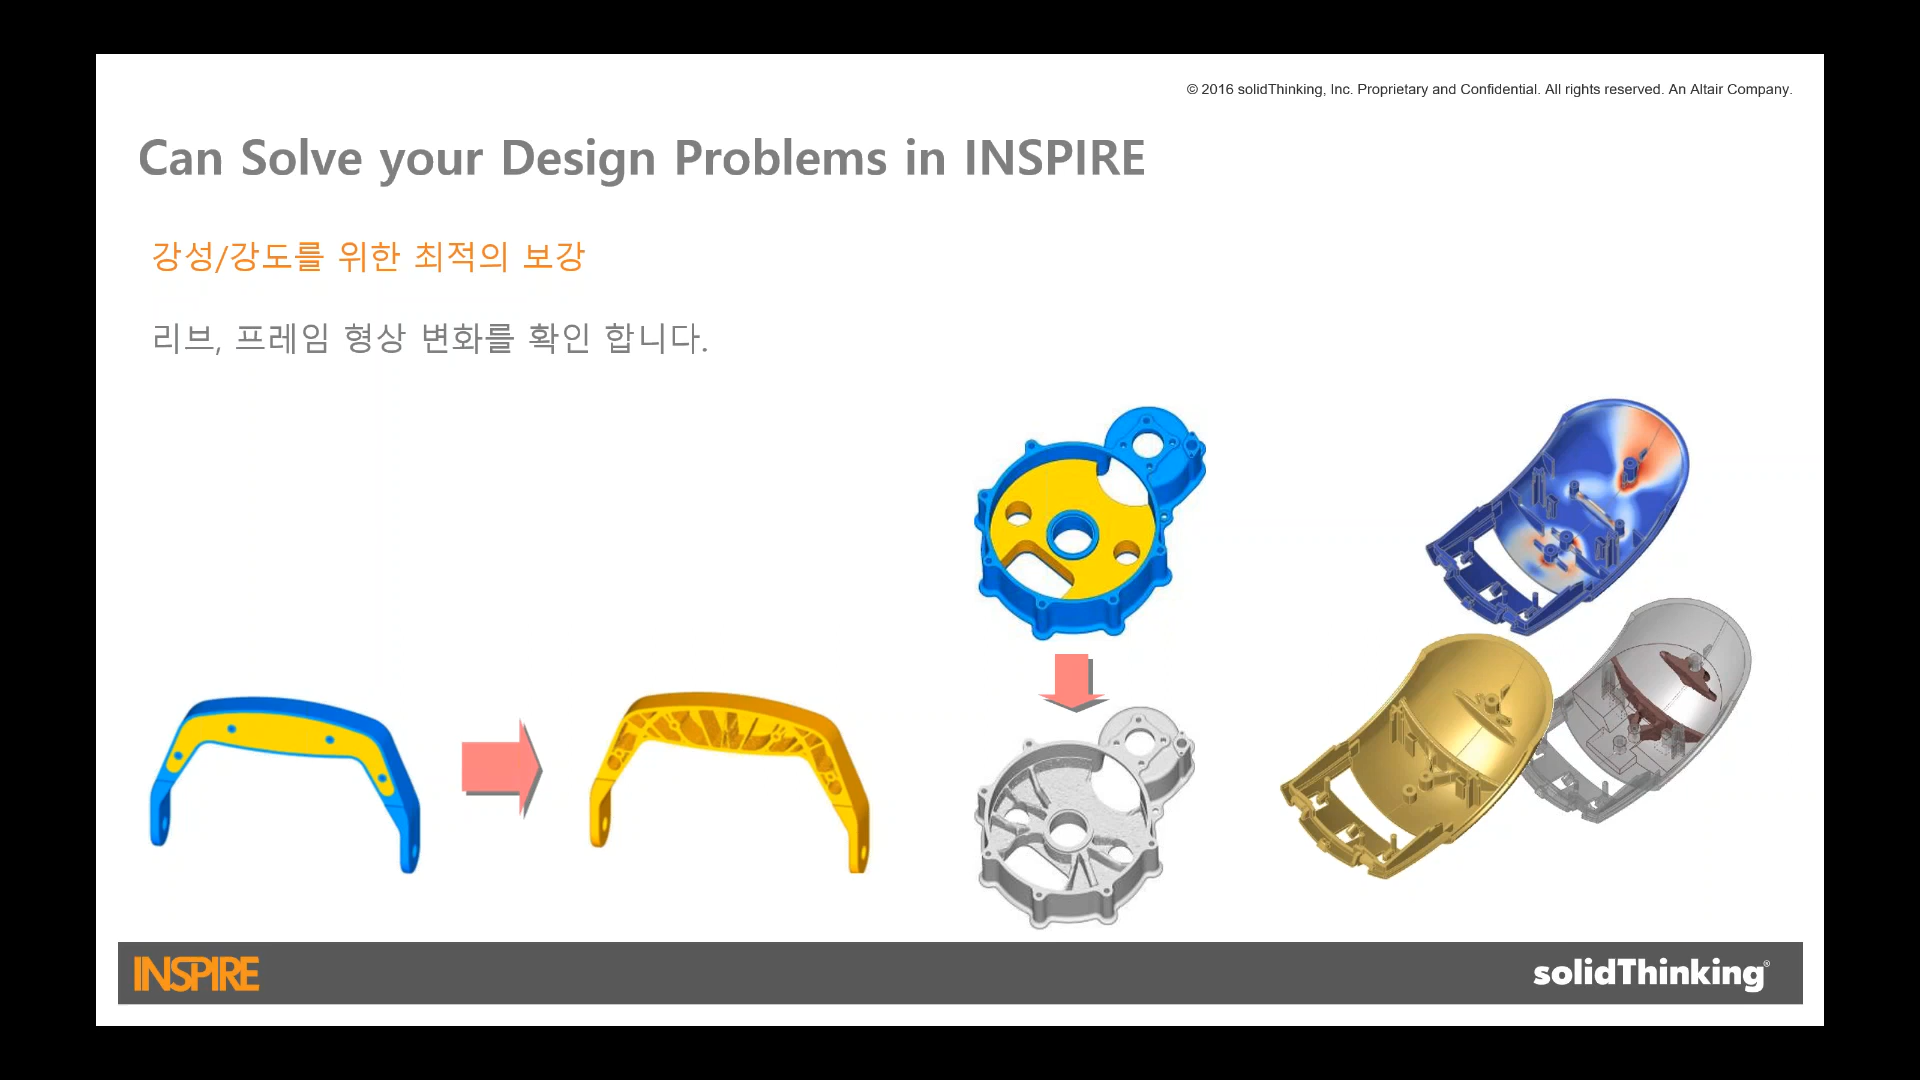 © 2016 solidThinking, Inc. Proprietary and Confidential. All rights reserved. An Altair Company.
Can Solve your Design Problems in INSPIRE
강성/강도를 위한 최적의 보강
리브, 프레임 형상 변화를 확인 합니다.
INSPIRE
solidThinking®